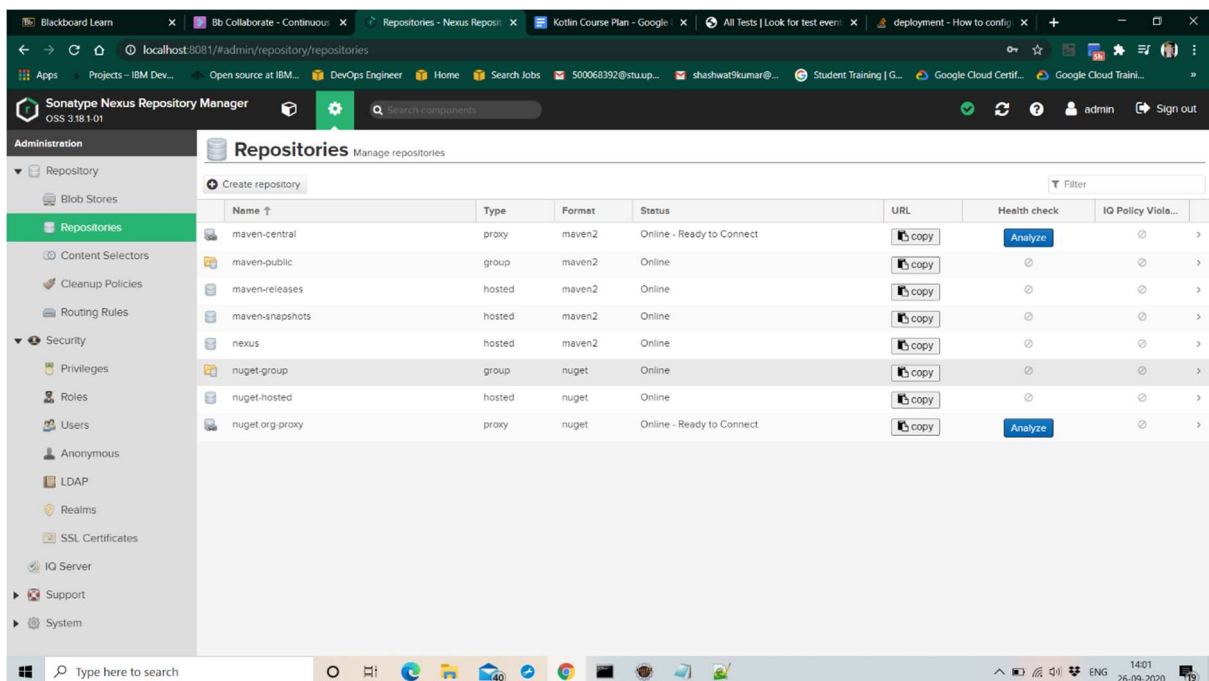 Blackboard Learn
Bb Collaborate - Continuous
Repositories - Nexus Reposit
Kotlin Course Plan - Google
All Tests | Look for test event
deployment - How to config
localhost:8081/#admin/repository/repositories
Apps
Projects – IBM Dev...
Open source at IBM...
DevOps Engineer
Home
Search Jobs
500068392@stu.up...
shashwat9kumar@...
Student Training | G...
Google Cloud Certif...
Google Cloud Traini...
»
Sonatype Nexus Repository Manager
OSS 3.18.1-01
Search components
admin
Sign out
Administration
Repository
Blob Stores
Repositories
Content Selectors
Cleanup Policies
Routing Rules
Security
Privileges
Roles
Users
Anonymous
LDAP
Realms
SSL Certificates
IQ Server
Support
System
Repositories Manage repositories
Create repository
Filter
Name Type Format Status URL Health check IQ Policy Viola...
maven-central proxy maven2 Online - Ready to Connect copy Analyze
maven-public group maven2 Online copy
maven-releases hosted maven2 Online copy
maven-snapshots hosted maven2 Online copy
nexus hosted maven2 Online copy
nuget-group group nuget Online copy
nuget-hosted hosted nuget Online copy
nuget.org-proxy proxy nuget Online - Ready to Connect copy Analyze
Type here to search
40
ENG
14:01
26-09-2020
19